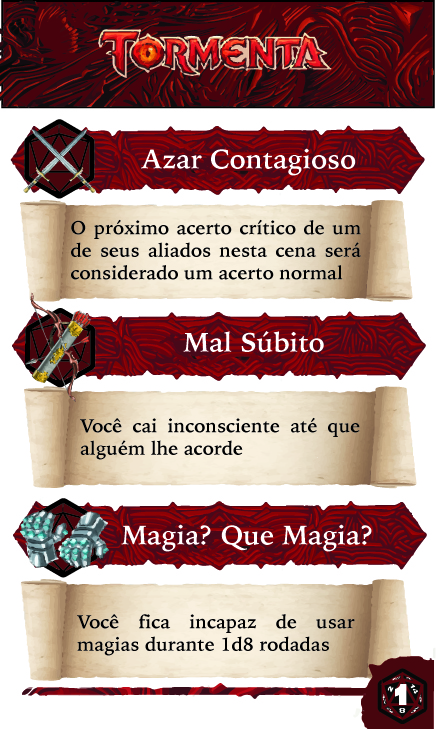 TORMENTA
Azar Contagioso
O próximo acerto crítico de um
de seus aliados nesta cena será
considerado um acerto normal
Mal Súbito
Você cai inconsciente até que
alguém lhe acorde
Magia? Que Magia?
Você fica incapaz de usar
magias durante 1d8 rodadas
1